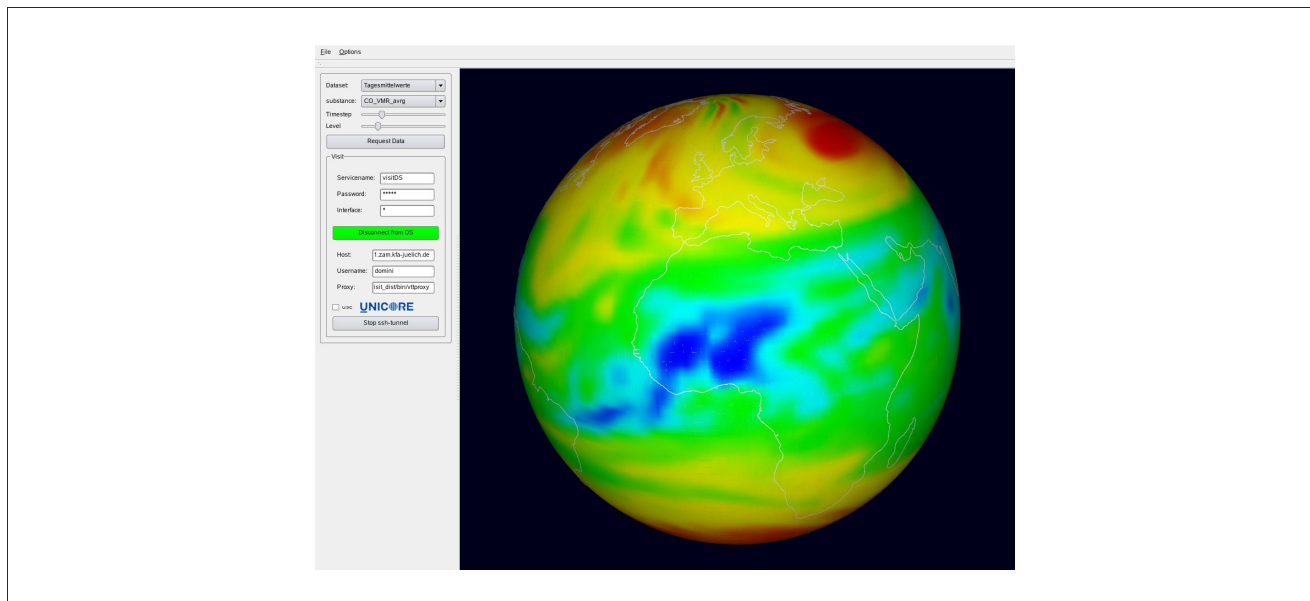 File Options
Dataset: Tagesmittelwerte
substance: CO_VMR_avrg
Timestep
Level
Request Data
Visit
Servicename: visitDS
Password: *****
Interface: *
Disconnect from DS
Host: 1.zam.kfa-juelich.de
Username: domini
Proxy: isit_dist/bin/vttproxy
UNICORE
Stop ssh-tunnel